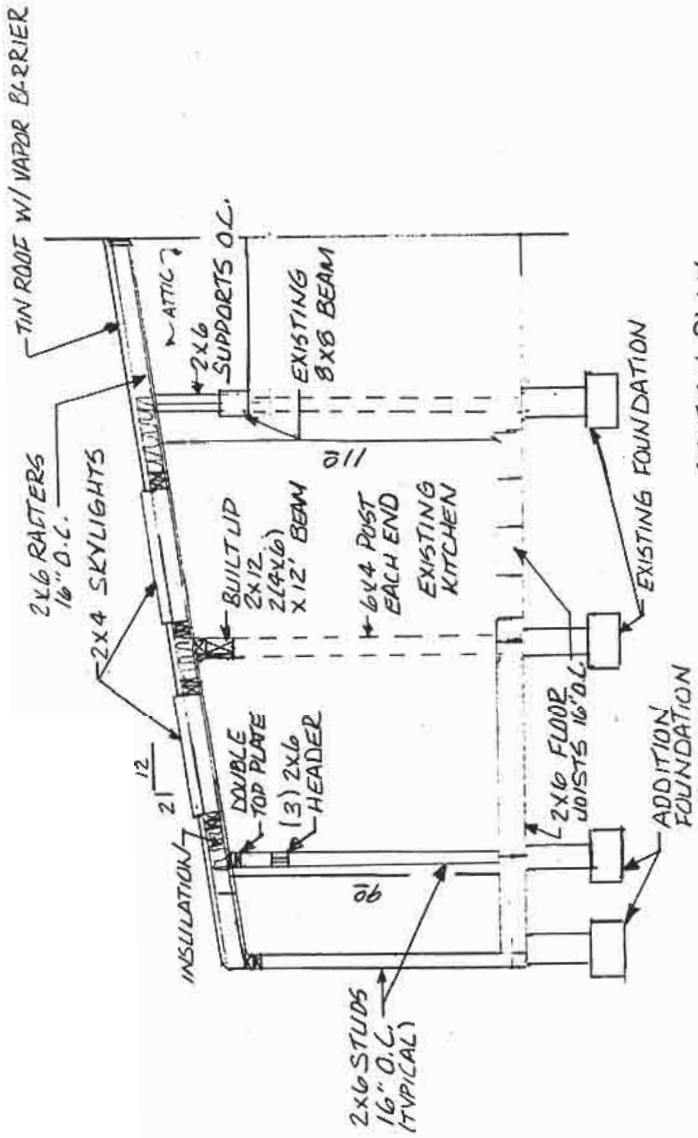 TIN ROOF W/ VAPOR BARRIER
2X6 RAFTERS
16" O.C.
2X4 SKYLIGHTS
~ATTIC~
2X6
SUPPORTS O.C.
EXISTING
8X8 BEAM
12
2
INSULATION
DOUBLE
TOP PLATE
(3) 2X6
HEADER
BUILT UP
2X12
2(4X6)
X 12' BEAM
1110
6X4 POST
EACH END
EXISTING
KITCHEN
90
2X6 STUDS
16" O.C.
(TYPICAL)
2X6 FLOOR
JOISTS 16" O.C.
EXISTING FOUNDATION
ADDITION
FOUNDATION